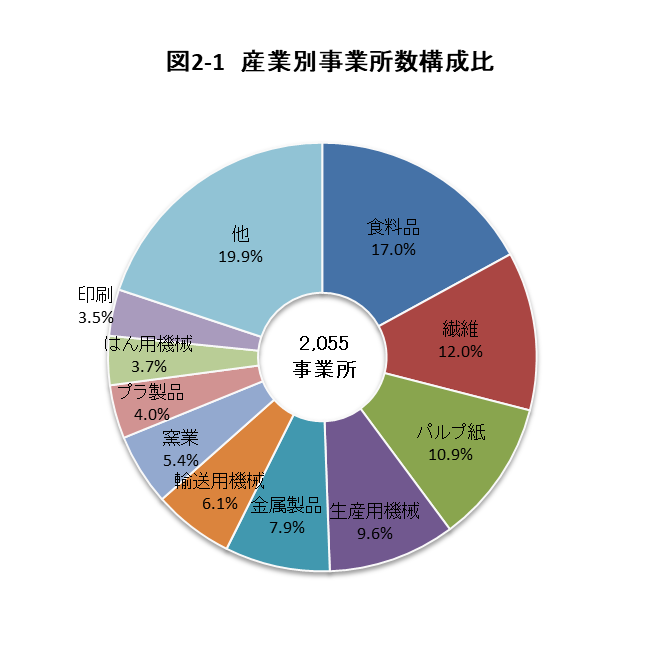 図2-1 産業別事業所数構成比
食料品
17.0%
繊維
12.0%
パルプ紙
10.9%
生産用機械
9.6%
金属製品
7.9%
輸送用機械
6.1%
窯業
5.4%
プラ製品
4.0%
はん用機械
3.7%
印刷
3.5%
他
19.9%
2,055
事業所